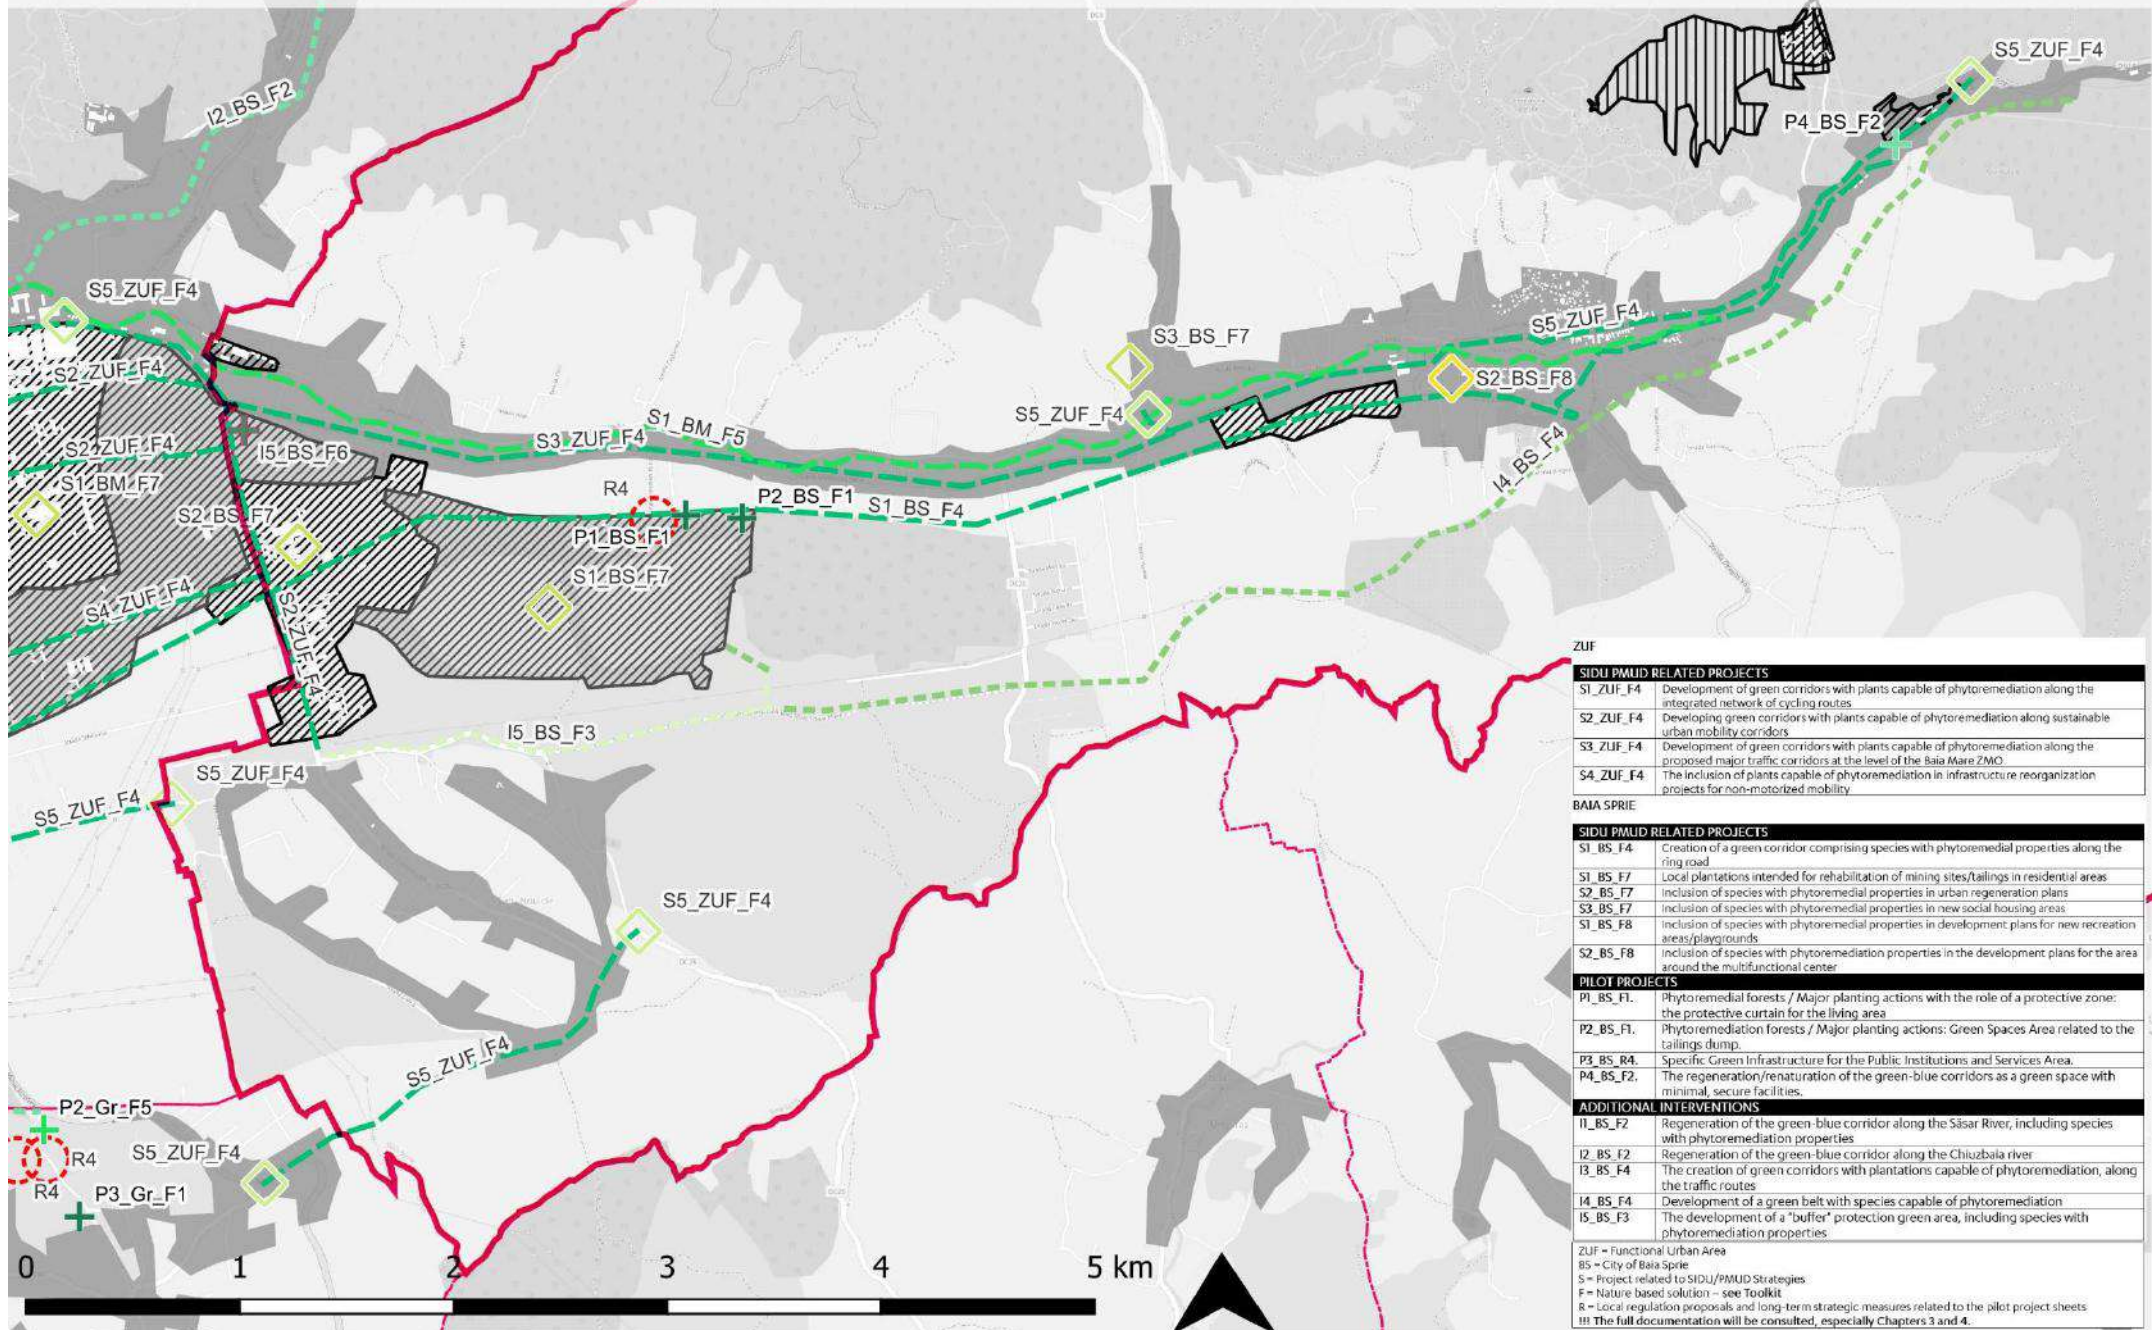 S5_ZUF_F4
I2_BS_F2
P4_BS_F2
S5_ZUF_F4
S5_ZUF_F4
S3_BS_F7
S2_ZUF_F4
S2_BS_F8
S5_ZUF_F4
S1_BM_F5
S3_ZUF_F4
S2_ZUF_F4
I5_BS_F6
I4_BS_F4
S1_BM_F7
R4
P2_BS_F1
S1_BS_F4
S2_BS_F7
P1_BS_F1
S1_BS_F7
S4_ZUF_F4
S2_ZUF_F4
I5_BS_F3
S5_ZUF_F4
S5_ZUF_F4
S5_ZUF_F4
S5_ZUF_F4
P2_Gr_F5
S5_ZUF_F4
R4
R4
P3_Gr_F1
0 1 2 3 4 5 km
ZUF
SIDU PMUD RELATED PROJECTS
S1_ZUF_F4 Development of green corridors with plants capable of phytoremediation along the
integrated network of cycling routes
S2_ZUF_F4 Developing green corridors with plants capable of phytoremediation along sustainable
urban mobility corridors
S3_ZUF_F4 Development of green corridors with plants capable of phytoremediation along the
proposed major traffic corridors at the level of the Baia Mare ZMO
S4_ZUF_F4 The inclusion of plants capable of phytoremediation in infrastructure reorganization
projects for non-motorized mobility
BAIA SPRIE
SIDU PMUD RELATED PROJECTS
S1_BS_F4 Creation of a green corridor comprising species with phytoremedial properties along the
ring road
S1_BS_F7 Local plantations intended for rehabilitation of mining sites/tailings in residential areas
S2_BS_F7 Inclusion of species with phytoremedial properties in urban regeneration plans
S3_BS_F7 Inclusion of species with phytoremedial properties in new social housing areas
S1_BS_F8 Inclusion of species with phytoremedial properties in development plans for new recreation
areas/playgrounds
S2_BS_F8 Inclusion of species with phytoremediation properties in the development plans for the area
around the multifunctional center
PILOT PROJECTS
P1_BS_F1. Phytoremedial forests / Major planting actions with the role of a protective zone:
the protective curtain for the living area
P2_BS_F1. Phytoremediation forests / Major planting actions: Green Spaces Area related to the
tailings dump.
P3_BS_R4. Specific Green Infrastructure for the Public Institutions and Services Area.
P4_BS_F2. The regeneration/renaturation of the green-blue corridors as a green space with
minimal, secure facilities.
ADDITIONAL INTERVENTIONS
I1_BS_F2 Regeneration of the green-blue corridor along the Săsar River, including species
with phytoremediation properties
I2_BS_F2 Regeneration of the green-blue corridor along the Chiuzbaia river
I3_BS_F4 The creation of green corridors with plantations capable of phytoremediation, along
the traffic routes
I4_BS_F4 Development of a green belt with species capable of phytoremediation
I5_BS_F3 The development of a "buffer" protection green area, including species with
phytoremediation properties
ZUF = Functional Urban Area
BS = City of Baia Sprie
S = Project related to SIDU/PMUD Strategies
F = Nature based solution – see Toolkit
R = Local regulation proposals and long-term strategic measures related to the pilot project sheets
!!! The full documentation will be consulted, especially Chapters 3 and 4.